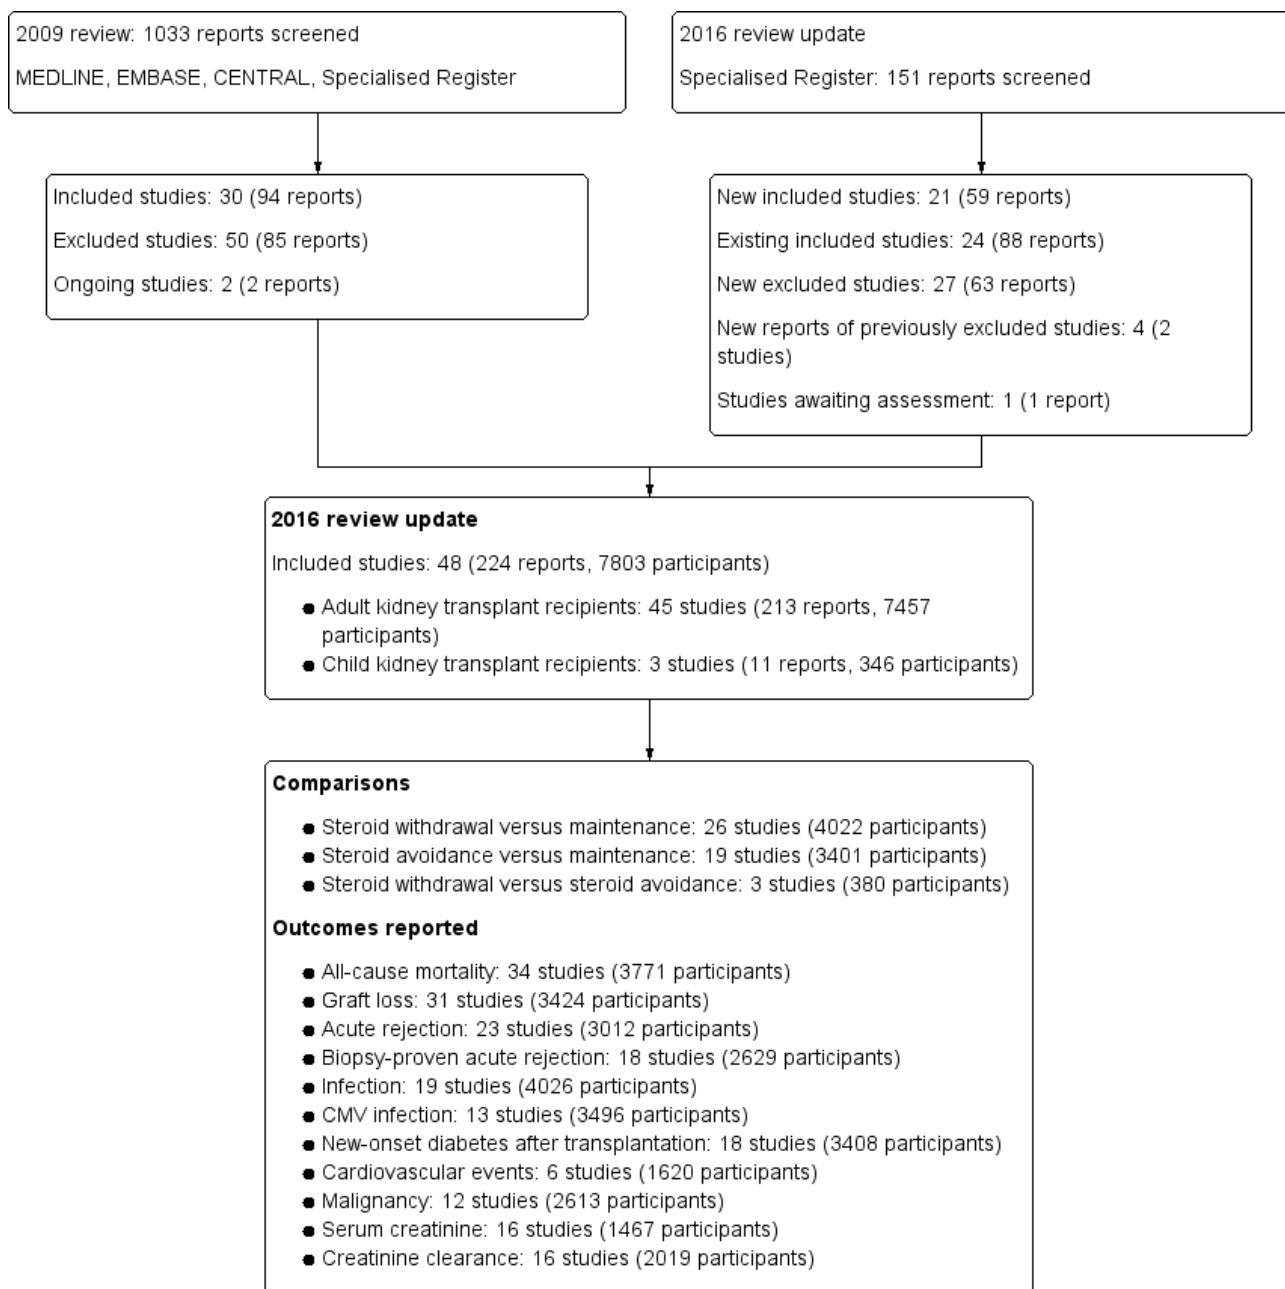 2009 review: 1033 reports screened
MEDLINE, EMBASE, CENTRAL, Specialised Register
2016 review update
Specialised Register: 151 reports screened
Included studies: 30 (94 reports)
Excluded studies: 50 (85 reports)
Ongoing studies: 2 (2 reports)
New included studies: 21 (59 reports)
Existing included studies: 24 (88 reports)
New excluded studies: 27 (63 reports)
New reports of previously excluded studies: 4 (2
studies)
Studies awaiting assessment: 1 (1 report)
2016 review update
Included studies: 48 (224 reports, 7803 participants)
● Adult kidney transplant recipients: 45 studies (213 reports, 7457
participants)
● Child kidney transplant recipients: 3 studies (11 reports, 346 participants)
Comparisons
● Steroid withdrawal versus maintenance: 26 studies (4022 participants)
● Steroid avoidance versus maintenance: 19 studies (3401 participants)
● Steroid withdrawal versus steroid avoidance: 3 studies (380 participants)
Outcomes reported
● All-cause mortality: 34 studies (3771 participants)
● Graft loss: 31 studies (3424 participants)
● Acute rejection: 23 studies (3012 participants)
● Biopsy-proven acute rejection: 18 studies (2629 participants)
● Infection: 19 studies (4026 participants)
● CMV infection: 13 studies (3496 participants)
● New-onset diabetes after transplantation: 18 studies (3408 participants)
● Cardiovascular events: 6 studies (1620 participants)
● Malignancy: 12 studies (2613 participants)
● Serum creatinine: 16 studies (1467 participants)
● Creatinine clearance: 16 studies (2019 participants)